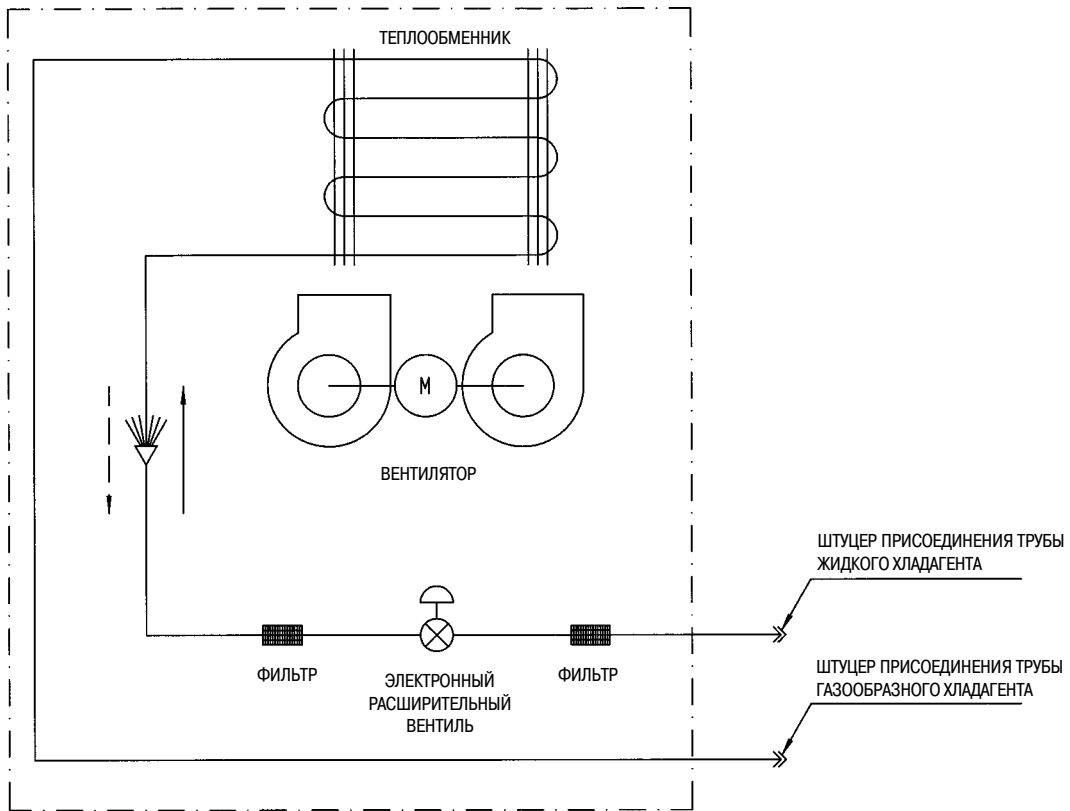 ТЕПЛООБМЕННИК
М
ВЕНТИЛЯТОР
ШТУЦЕР ПРИСОЕДИНЕНИЯ ТРУБЫ
ЖИДКОГО ХЛАДАГЕНТА
ФИЛЬТР
ЭЛЕКТРОННЫЙ
РАСШИРИТЕЛЬНЫЙ
ВЕНТИЛЬ
ФИЛЬТР
ШТУЦЕР ПРИСОЕДИНЕНИЯ ТРУБЫ
ГАЗООБРАЗНОГО ХЛАДАГЕНТА